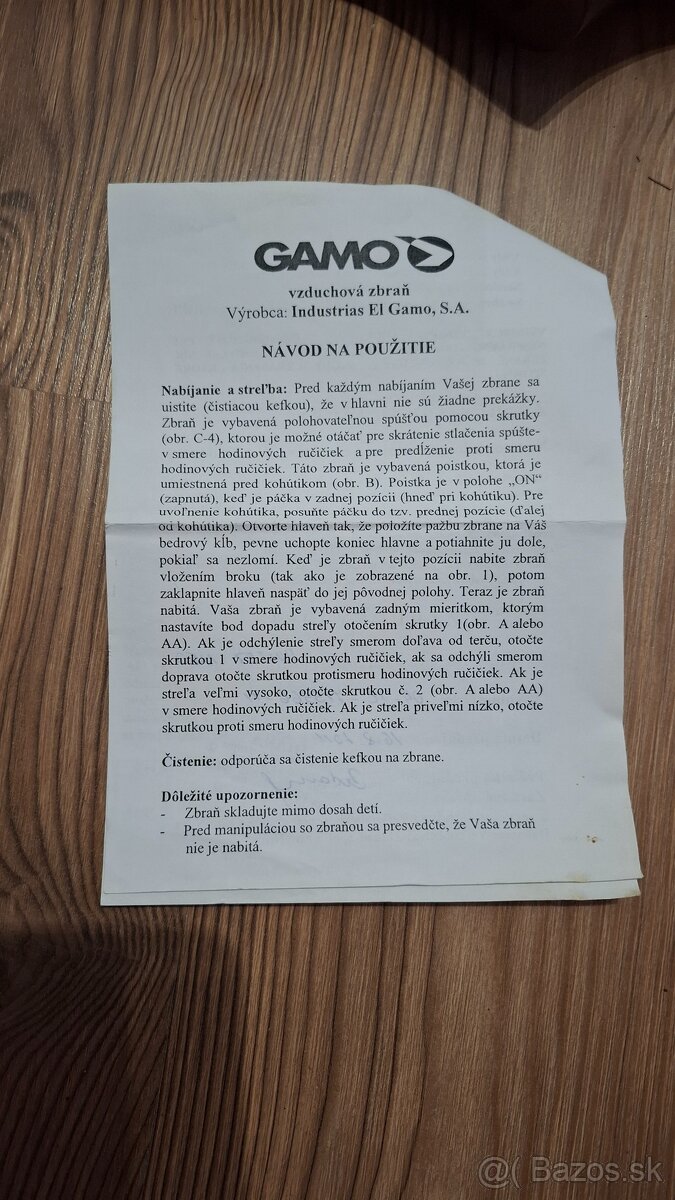 GAMO
vzduchová zbraň
Výrobca: Industrias El Gamo, S.A.
NÁVOD NA POUŽITIE
Nabíjanie a streľba: Pred každým nabíjaním Vašej zbrane sa
uistite (čistiacou kefkou), že v hlavni nie sú žiadne prekážky.
Zbraň je vybavená polohovateľnou spúšťou pomocou skrutky
(obr. C-4), ktorou je možné otáčať pre skrátenie stlačenia spúšte-
v smere hodinových ručičiek a pre predĺženie proti smeru
hodinových ručičiek. Táto zbraň je vybavená poistkou, ktorá je
umiestnená pred kohútikom (obr. B). Poistka je v polohe „ON“
(zapnutá), keď je páčka v zadnej pozícii (hneď pri kohútiku). Pre
uvoľnenie kohútika, posuňte páčku do tzv. prednej pozície (ďalej
od kohútika). Otvorte hlaveň tak, že položíte pažbu zbrane na Váš
bedrový kĺb, pevne uchopte koniec hlavne a potiahnite ju dole,
pokiaľ sa nezlomí. Keď je zbraň v tejto pozícii nabite zbraň
vložením broku (tak ako je zobrazené na obr. 1), potom
zaklapnite hlaveň naspäť do jej pôvodnej polohy. Teraz je zbraň
nabitá. Vaša zbraň je vybavená zadným mieritkom, ktorým
nastavíte bod dopadu streľy otočením skrutky 1(obr. A alebo
AA). Ak je odchýlenie streľy smerom doľava od terču, otočte
skrutkou 1 v smere hodinových ručičiek, ak sa odchýli smerom
doprava otočte skrutkou protismeru hodinových ručičiek. Ak je
streľa veľmi vysoko, otočte skrutkou č. 2 (obr. A alebo AA)
v smere hodinových ručičiek. Ak je streľa priveľmi nízko, otočte
skrutkou proti smeru hodinových ručičiek.
Čistenie: odporúča sa čistenie kefkou na zbrane.
Dôležité upozornenie:
- Zbraň skladujte mimo dosah detí.
- Pred manipuláciou so zbraňou sa presvedčte, že Vaša zbraň
nie je nabitá.
@( Bazos.sk